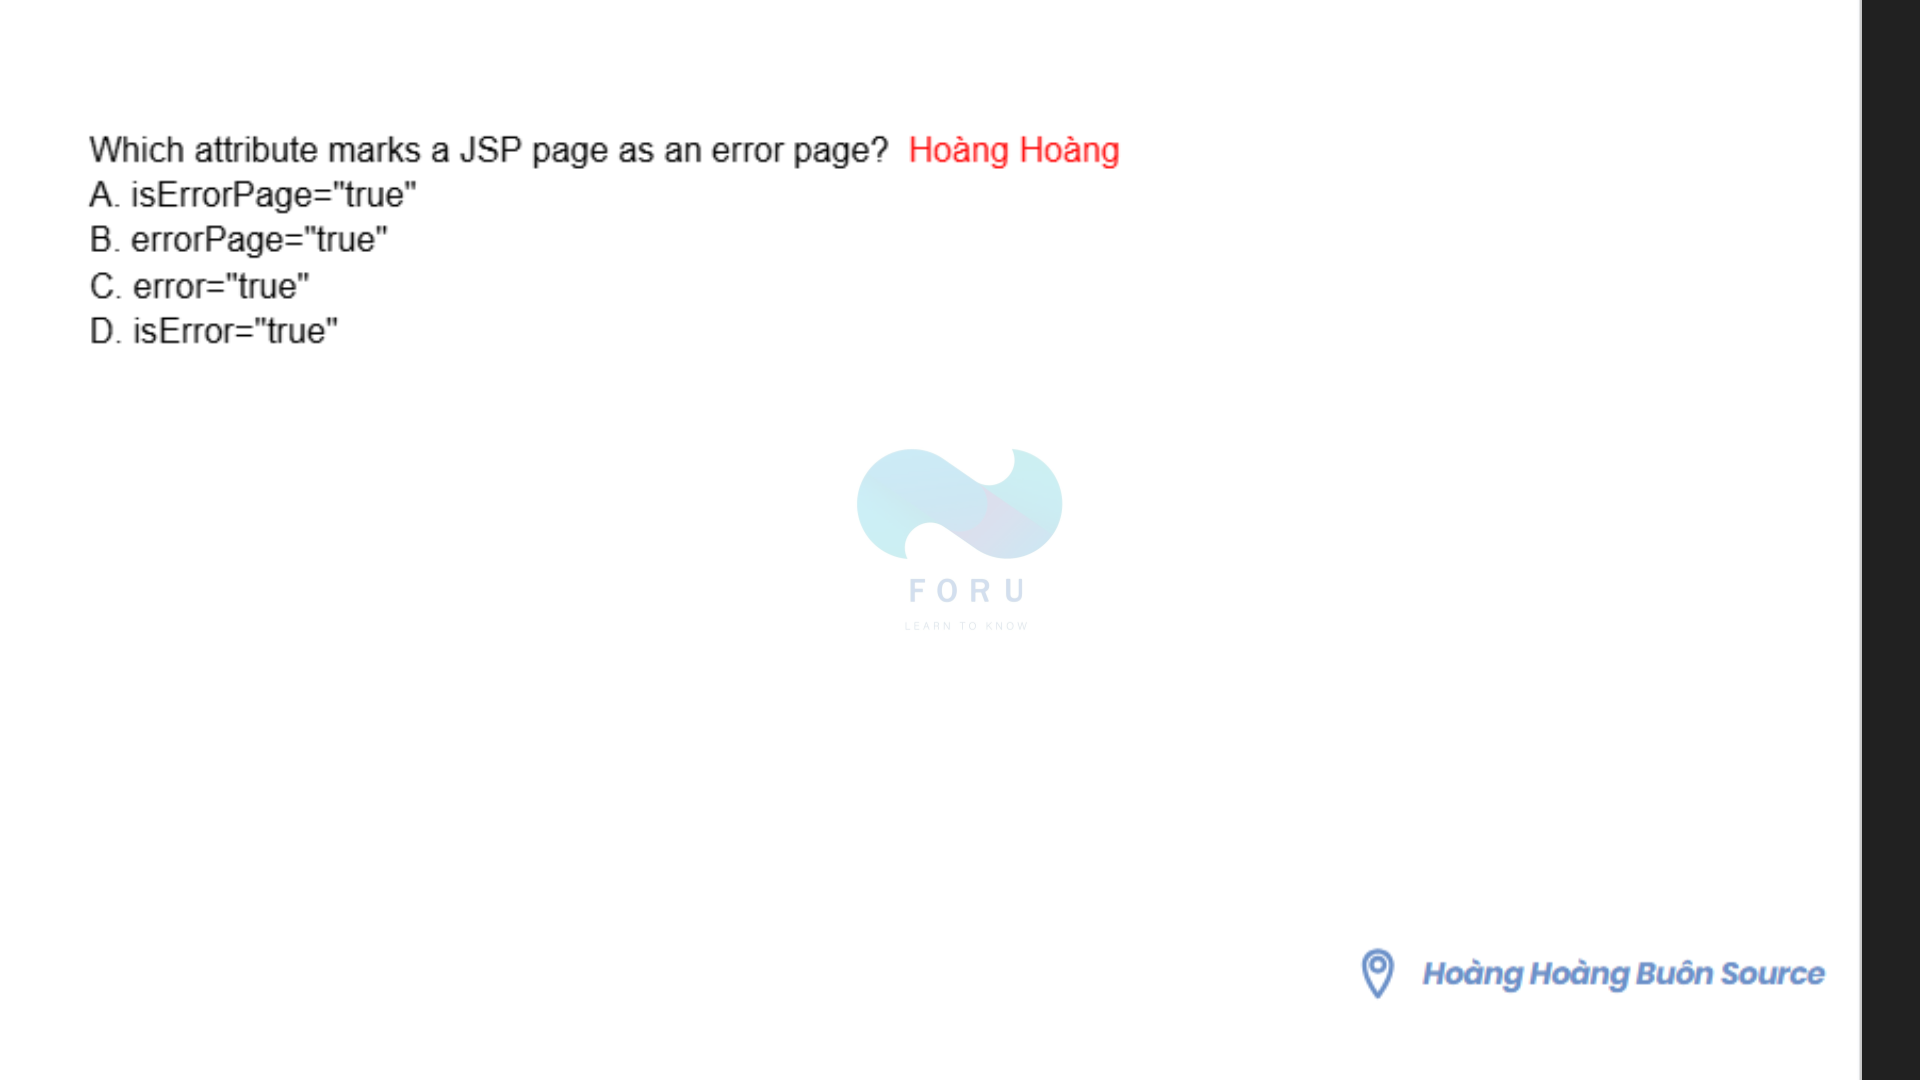 Which attribute marks a JSP page as an error page? Hoàng Hoàng
A. isErrorPage="true"
B. errorPage="true"
C. error="true"
D. isError="true"
FORU
LEARN TO KNOW
Hoàng Hoàng Buôn Source